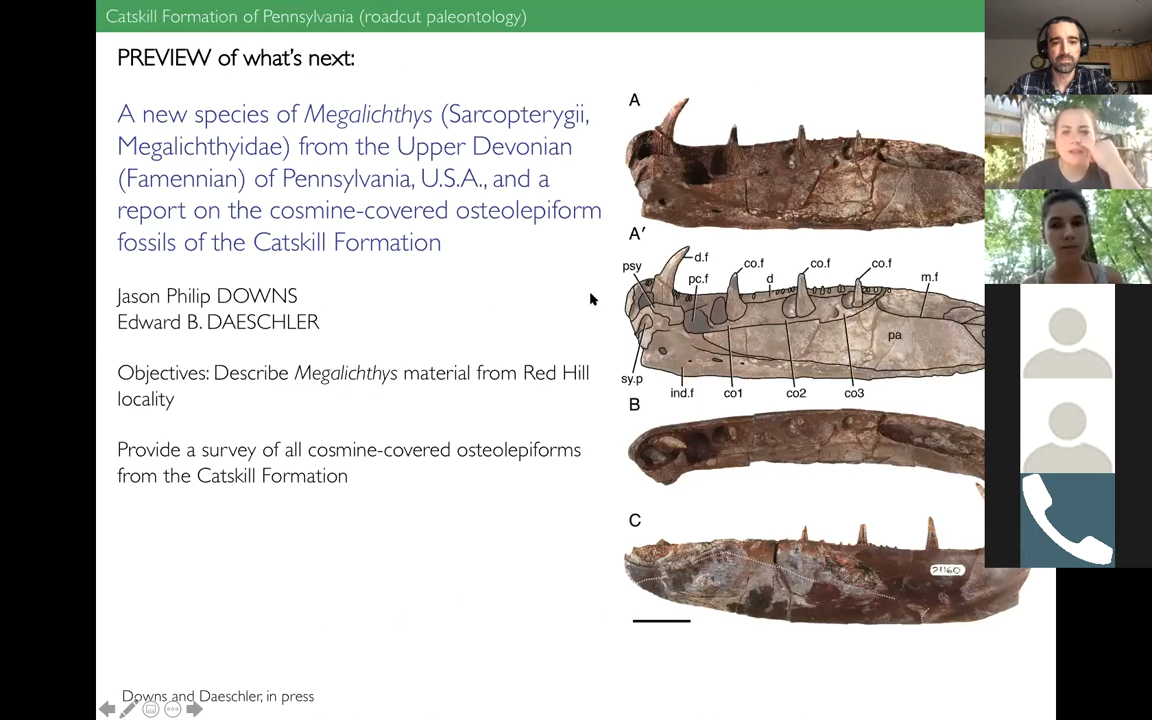 Catskill Formation of Pennsylvania (roadcut paleontology)
PREVIEW of what's next:
A new species of Megalichthys (Sarcopterygii,
Megalichthyidae) from the Upper Devonian
(Famennian) of Pennsylvania, U.S.A., and a
report on the cosmine-covered osteolepiform
fossils of the Catskill Formation
Jason Philip DOWNS
Edward B. DAESCHLER
Objectives: Describe Megalichthys material from Red Hill
locality
Provide a survey of all cosmine-covered osteolepiforms
from the Catskill Formation
Downs and Daeschler, in press
A
A′
psy
d.f
pc.f
co.f
d
co.f
co.f
m.f
pa
sy.p
ind.f
co1
co2
co3
B
C
21160